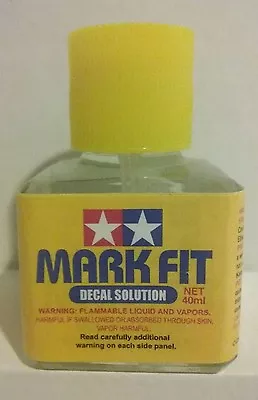 MARK FIT
DECAL SOLUTION
NET
40ml
WARNING: FLAMMABLE LIQUID AND VAPORS.
HARMFUL IF SWALLOWED OR ABSORBED THROUGH SKIN,
VAPOR HARMFUL.
Read carefully additional
warning on each side panel.